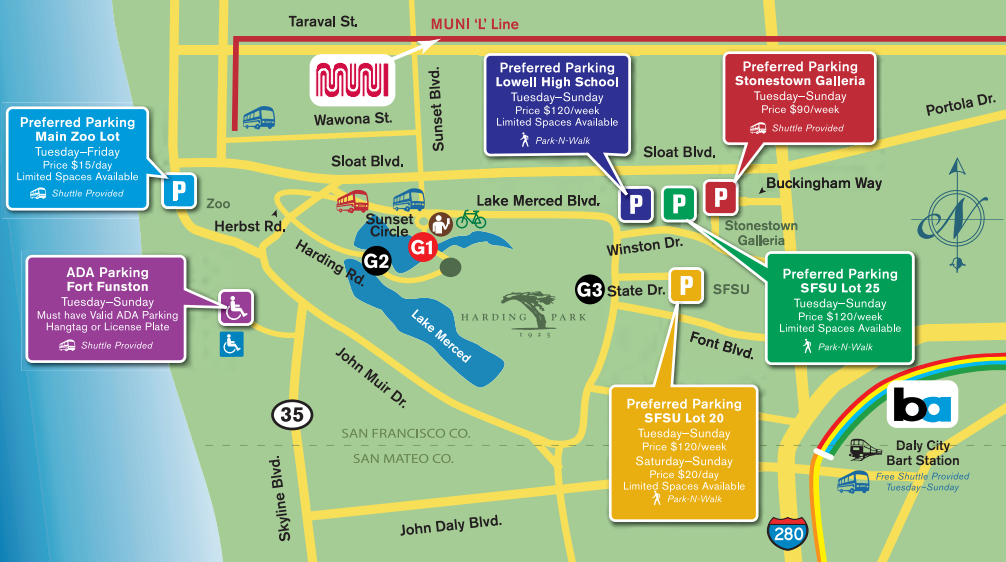 Taraval St.
MUNI 'L' Line
muni
Wawona St.
Sunset Blvd.
Sloat Blvd.
Preferred Parking
Lowell High School
Tuesday–Sunday
Price $120/week
Limited Spaces Available
Park-N-Walk
Preferred Parking
Stonestown Galleria
Tuesday–Sunday
Price $90/week
Shuttle Provided
Portola Dr.
Sloat Blvd.
Preferred Parking
Main Zoo Lot
Tuesday–Friday
Price $15/day
Limited Spaces Available
Shuttle Provided
P
Zoo
Herbst Rd.
Sunset
Circle
Lake Merced Blvd.
P
P
P
Buckingham Way
Stonestown
Galleria
N
G1
G2
Harding Rd.
Winston Dr.
G3
State Dr.
P
SFSU
ADA Parking
Fort Funston
Tuesday–Sunday
Must have Valid ADA Parking
Hangtag or License Plate
Shuttle Provided
HARDING PARK
1925
Lake Merced
Font Blvd.
Preferred Parking
SFSU Lot 25
Tuesday–Sunday
Price $120/week
Limited Spaces Available
Park-N-Walk
John Muir Dr.
35
SAN FRANCISCO CO.
SAN MATEO CO.
Preferred Parking
SFSU Lot 20
Tuesday–Sunday
Price $120/week
Saturday–Sunday
Price $20/day
Limited Spaces Available
Park-N-Walk
ba
Daly City
Bart Station
Free Shuttle Provided
Tuesday–Sunday
Skyline Blvd.
John Daly Blvd.
280